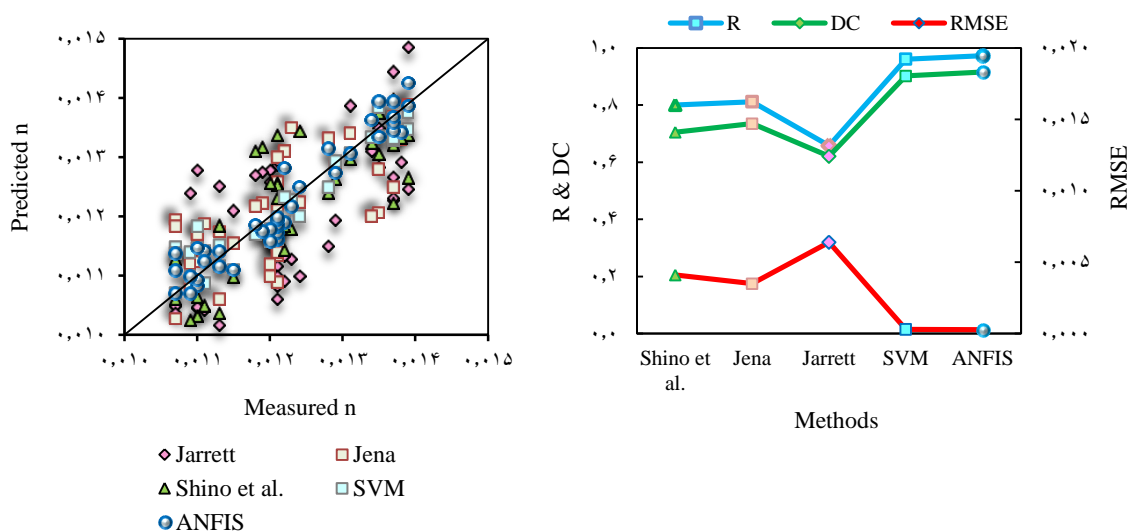 ۰,۰۱۵
۰,۰۱۴
۰,۰۱۳
۰,۰۱۲
۰,۰۱۱
۰,۰۱۰
Predicted n
۰,۰۱۰ ۰,۰۱۱ ۰,۰۱۲ ۰,۰۱۳ ۰,۰۱۴ ۰,۰۱۵
Measured n
Jarrett Jena
Shino et al. SVM
ANFIS
R DC RMSE
۱,۰
۰,۸
۰,۶
۰,۴
۰,۲
۰,۰
R & DC
۰,۰۲۰
۰,۰۱۵
۰,۰۱۰
۰,۰۰۵
۰,۰۰۰
RMSE
Shino et Jena Jarrett SVM ANFIS
al.
Methods